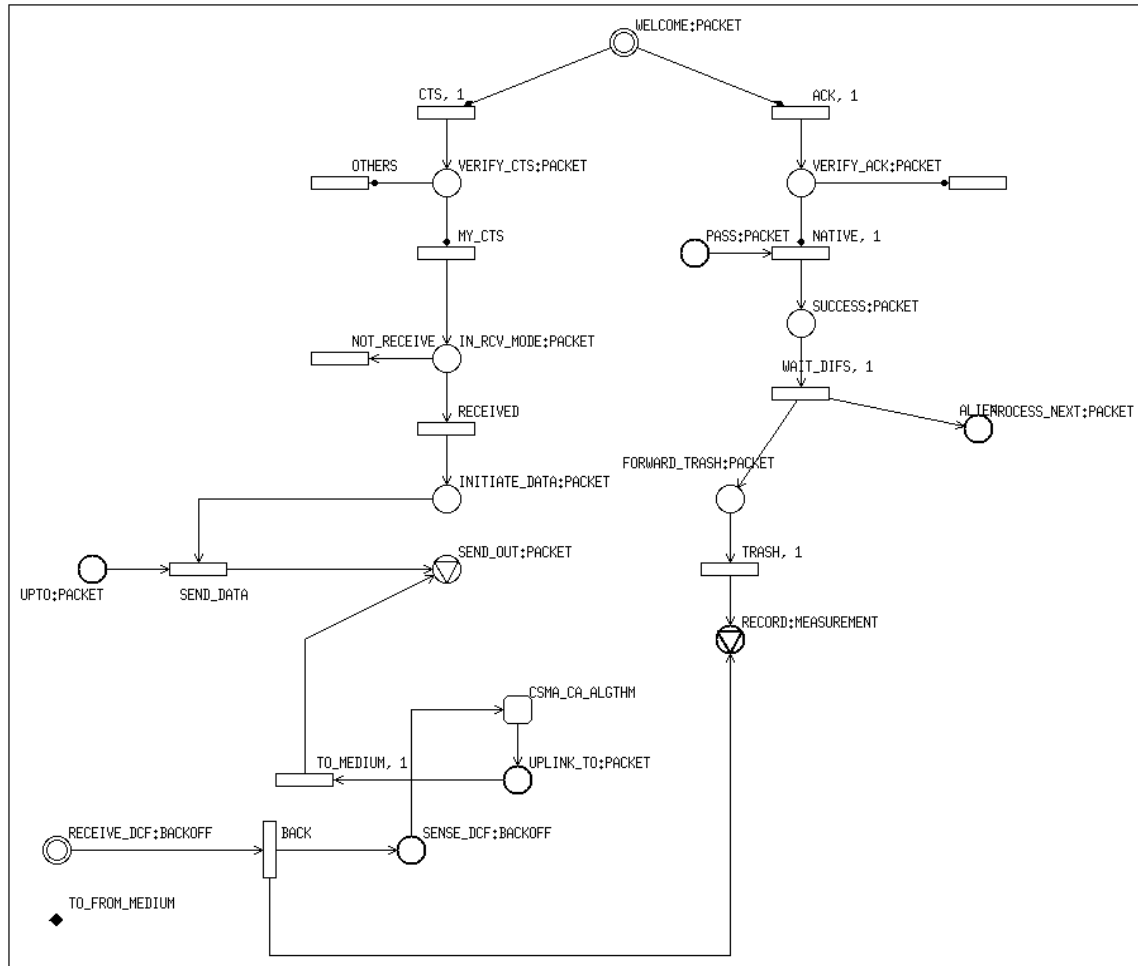 WELCOME:PACKET
CTS, 1
ACK, 1
OTHERS
VERIFY_CTS:PACKET
VERIFY_ACK:PACKET
MY_CTS
PASS:PACKET
NATIVE, 1
SUCCESS:PACKET
NOT_RECEIVE
IN_RCV_MODE:PACKET
WAIT_DIFS, 1
RECEIVED
ALIEN
PROCESS_NEXT:PACKET
FORWARD_TRASH:PACKET
INITIATE_DATA:PACKET
SEND_OUT:PACKET
TRASH, 1
UPTO:PACKET
SEND_DATA
RECORD:MEASUREMENT
CSMA_CA_ALGTHM
TO_MEDIUM, 1
UPLINK_TO:PACKET
RECEIVE_DCF:BACKOFF
BACK
SENSE_DCF:BACKOFF
TO_FROM_MEDIUM